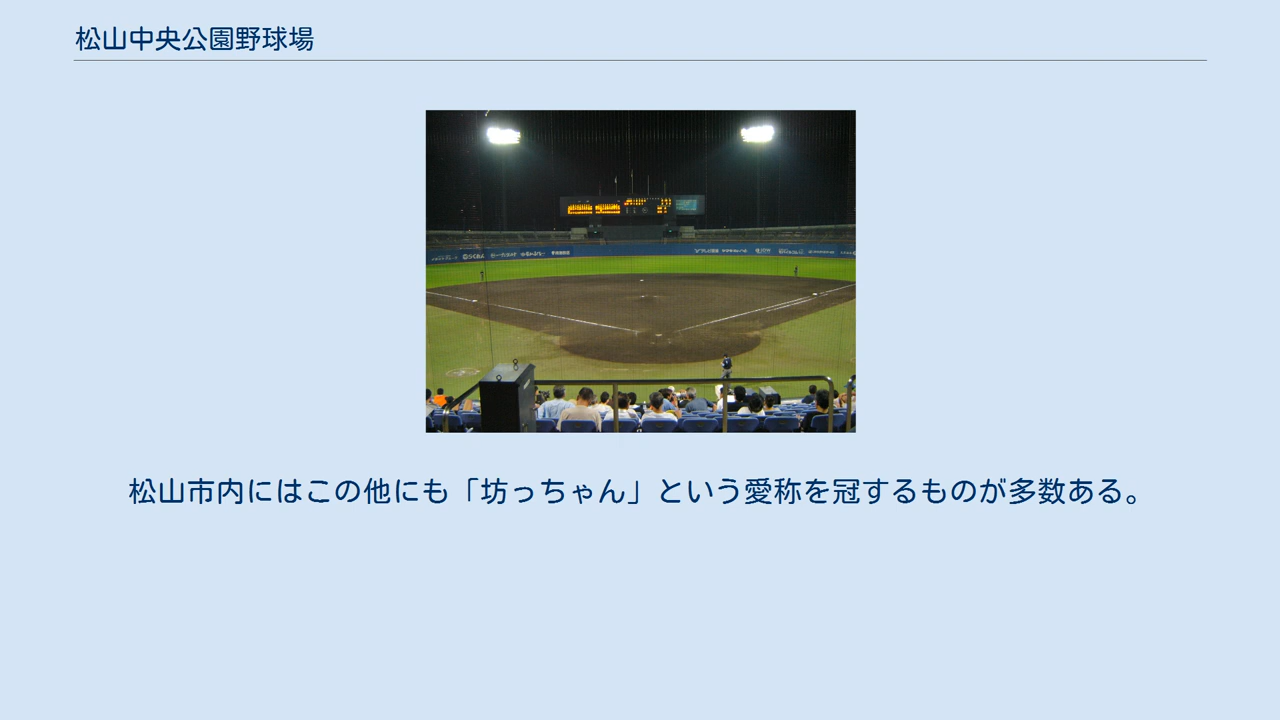 松山中央公園野球場
松山市内にはこの他にも「坊っちゃん」という愛称を冠するものが多数ある。